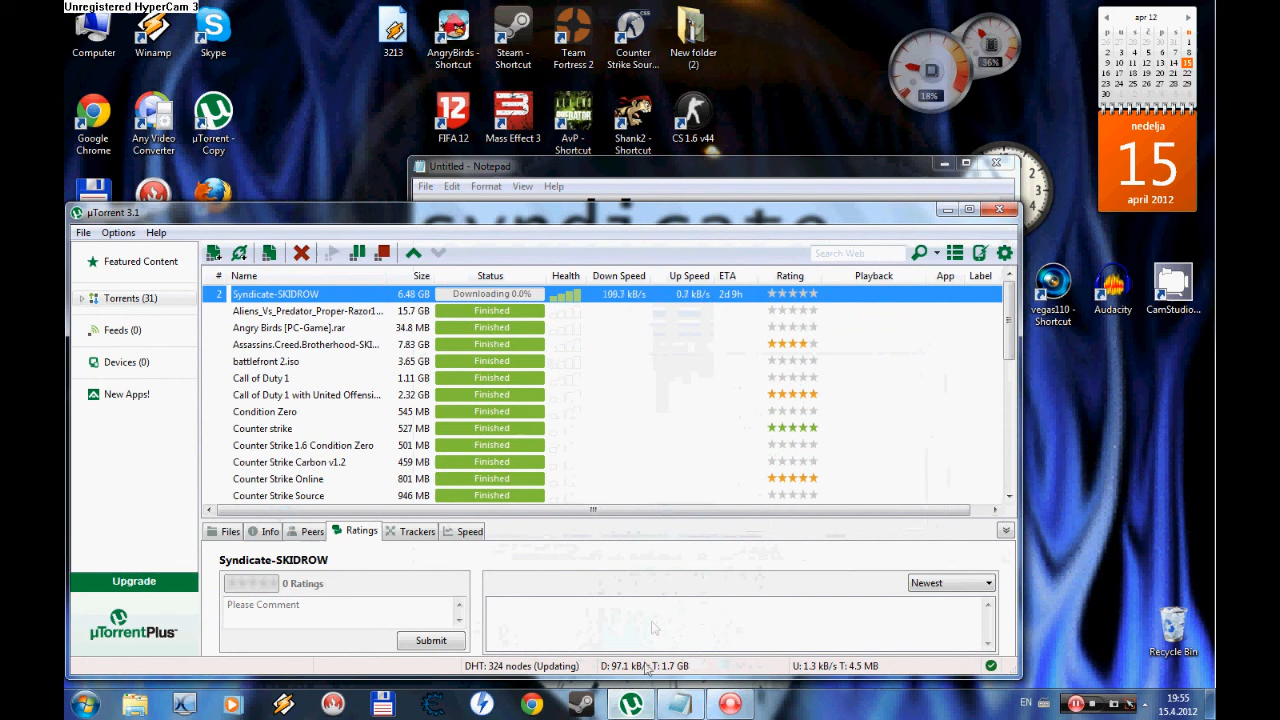 Unregistered HyperCam 3
Computer
Winamp
Skype
3213
AngryBirds - Shortcut
Steam - Shortcut
Team Fortress 2
Counter Strike Sour...
New folder (2)
Google Chrome
Any Video Converter
µTorrent - Copy
FIFA 12
Mass Effect 3
AvP Shortcut
Shank2 - Shortcut
CS 1.6 v44
18%
36%
apr 12
nedelja
15
april 2012
Untitled - Notepad
File Edit Format View Help
syndicate
µTorrent 3.1
File Options Help
Search Web
Featured Content
Torrents (31)
Feeds (0)
Devices (0)
New Apps!
# Name Size Status Health Down Speed Up Speed ETA Rating Playback App Label
2 Syndicate-SKIDROW 6.48 GB Downloading 0.0% 109.7 kB/s 0.7 kB/s 2d 9h
Aliens_Vs_Predator_Proper-Razor1... 15.7 GB Finished
Angry Birds [PC-Game].rar 34.8 MB Finished
Assassins.Creed.Brotherhood-SKI... 7.83 GB Finished
battlefront 2.iso 3.65 GB Finished
Call of Duty 1 1.11 GB Finished
Call of Duty 1 with United Offensi... 2.32 GB Finished
Condition Zero 545 MB Finished
Counter strike 527 MB Finished
Counter Strike 1.6 Condition Zero 501 MB Finished
Counter Strike Carbon v1.2 459 MB Finished
Counter Strike Online 801 MB Finished
Counter Strike Source 946 MB Finished
Files Info Peers Ratings Trackers Speed
Syndicate-SKIDROW
0 Ratings
Newest
Please Comment
Submit
Upgrade
µTorrentPlus
DHT: 324 nodes (Updating) D: 97.1 kB/s T: 1.7 GB U: 1.3 kB/s T: 4.5 MB
vegas110 - Shortcut
Audacity
CamStudio...
Recycle Bin
EN
19:55
15.4.2012